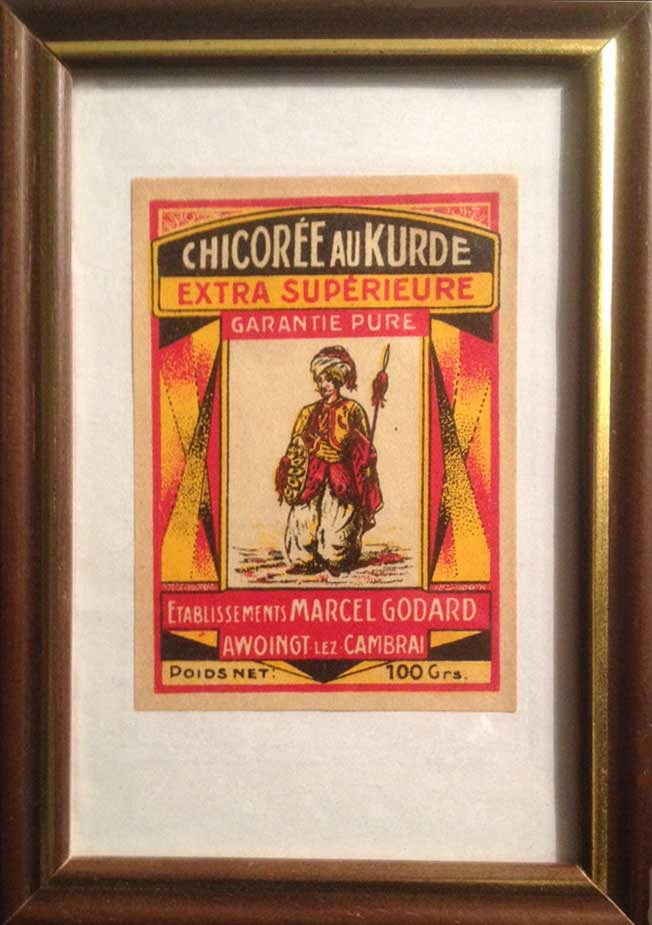 CHICORÉE AU KURDE
EXTRA SUPÉRIEURE
GARANTIE PURE
ETABLISSEMENTS MARCEL GODARD
AWOINGT-LEZ-CAMBRAI
POIDS NET: 100 Grs.